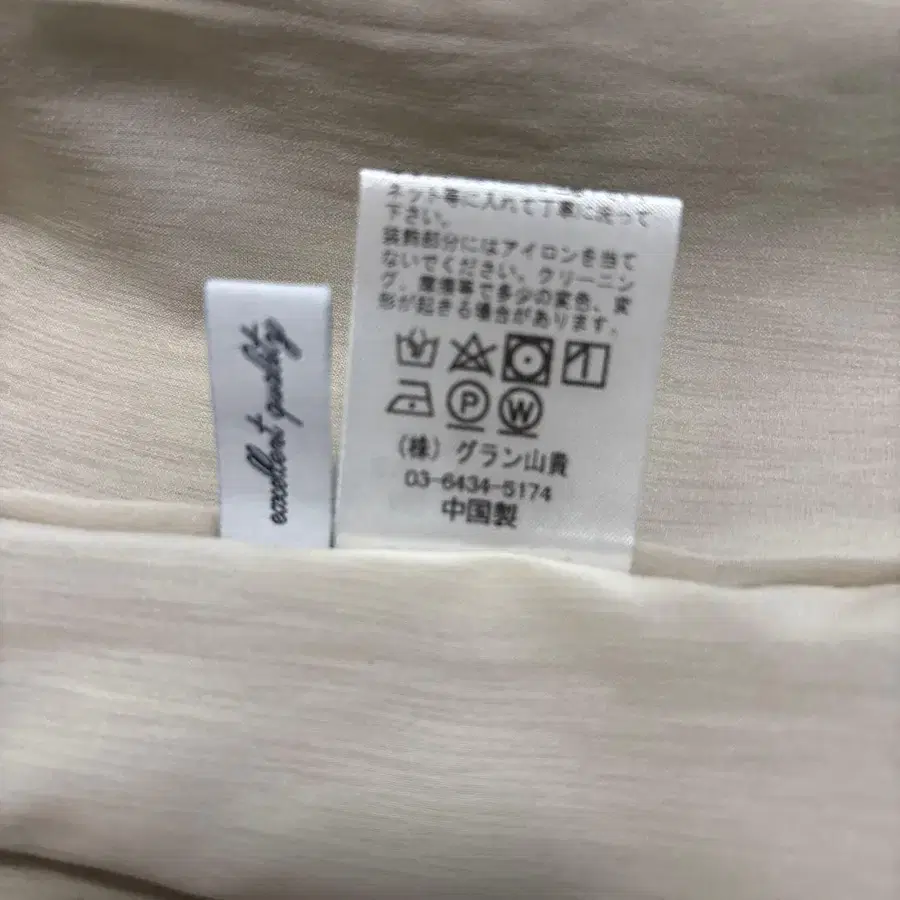 excellent quality
ネット等に入れて丁寧に洗って
下さい。
装飾部分にはアイロンを当て
ないでください。クリーニン
グ、摩擦等で多少の変色、変
形が起きる場合があります。
P W
(株)グラン山貴
03-6434-5174
中国製